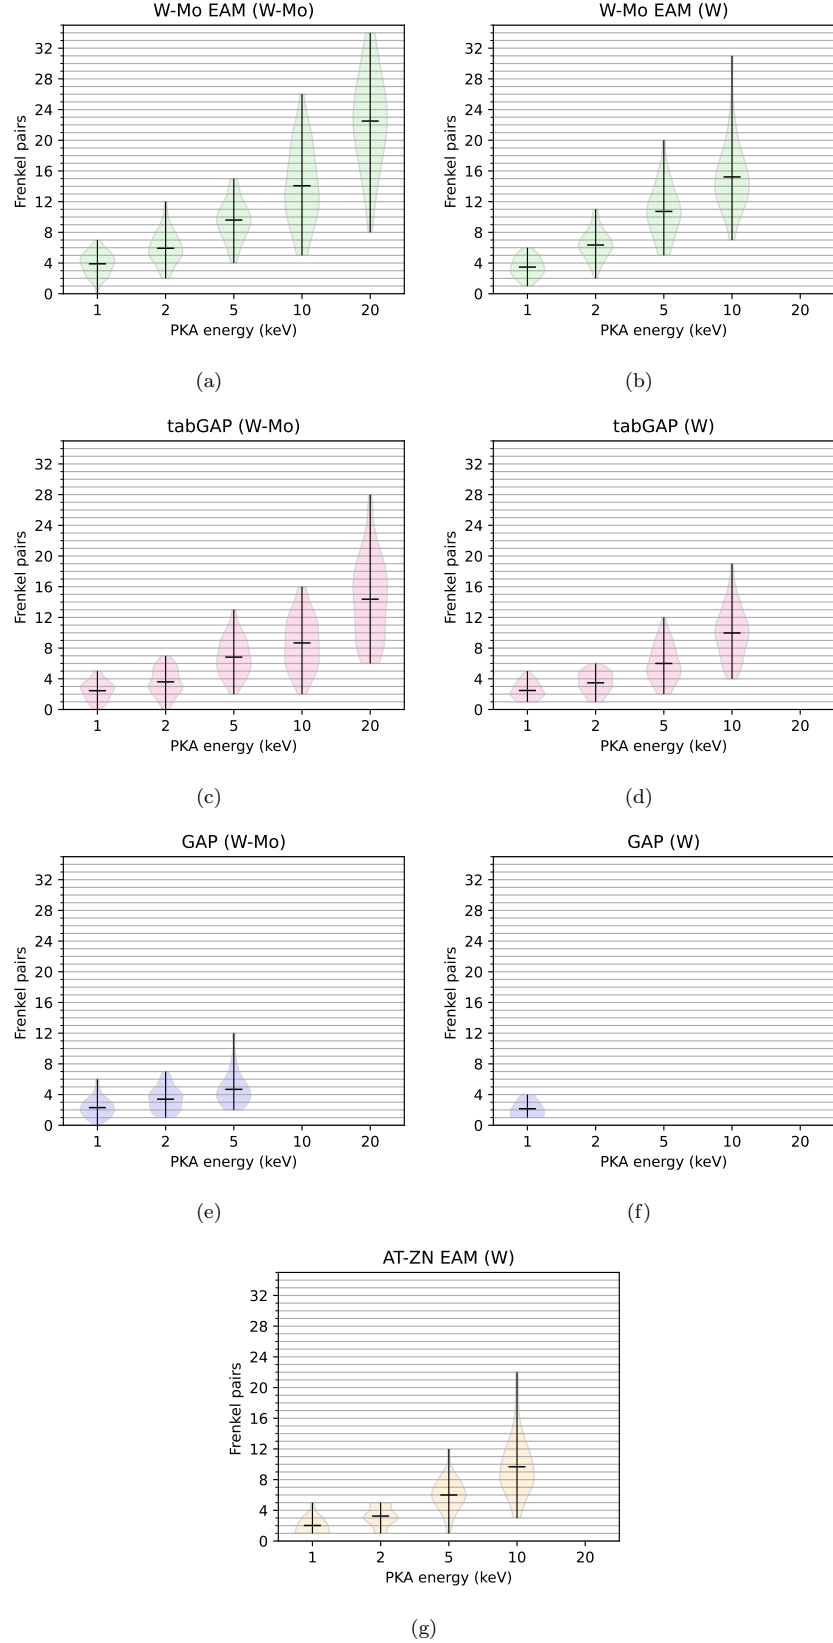 W-Mo EAM (W-Mo)
32
28
24
20
16
12
8
4
0
Frenkel pairs
1 2 5 10 20
PKA energy (keV)
(a)
W-Mo EAM (W)
32
28
24
20
16
12
8
4
0
Frenkel pairs
1 2 5 10 20
PKA energy (keV)
(b)
tabGAP (W-Mo)
32
28
24
20
16
12
8
4
0
Frenkel pairs
1 2 5 10 20
PKA energy (keV)
(c)
tabGAP (W)
32
28
24
20
16
12
8
4
0
Frenkel pairs
1 2 5 10 20
PKA energy (keV)
(d)
GAP (W-Mo)
32
28
24
20
16
12
8
4
0
Frenkel pairs
1 2 5 10 20
PKA energy (keV)
(e)
GAP (W)
32
28
24
20
16
12
8
4
0
Frenkel pairs
1 2 5 10 20
PKA energy (keV)
(f)
AT-ZN EAM (W)
32
28
24
20
16
12
8
4
0
Frenkel pairs
1 2 5 10 20
PKA energy (keV)
(g)